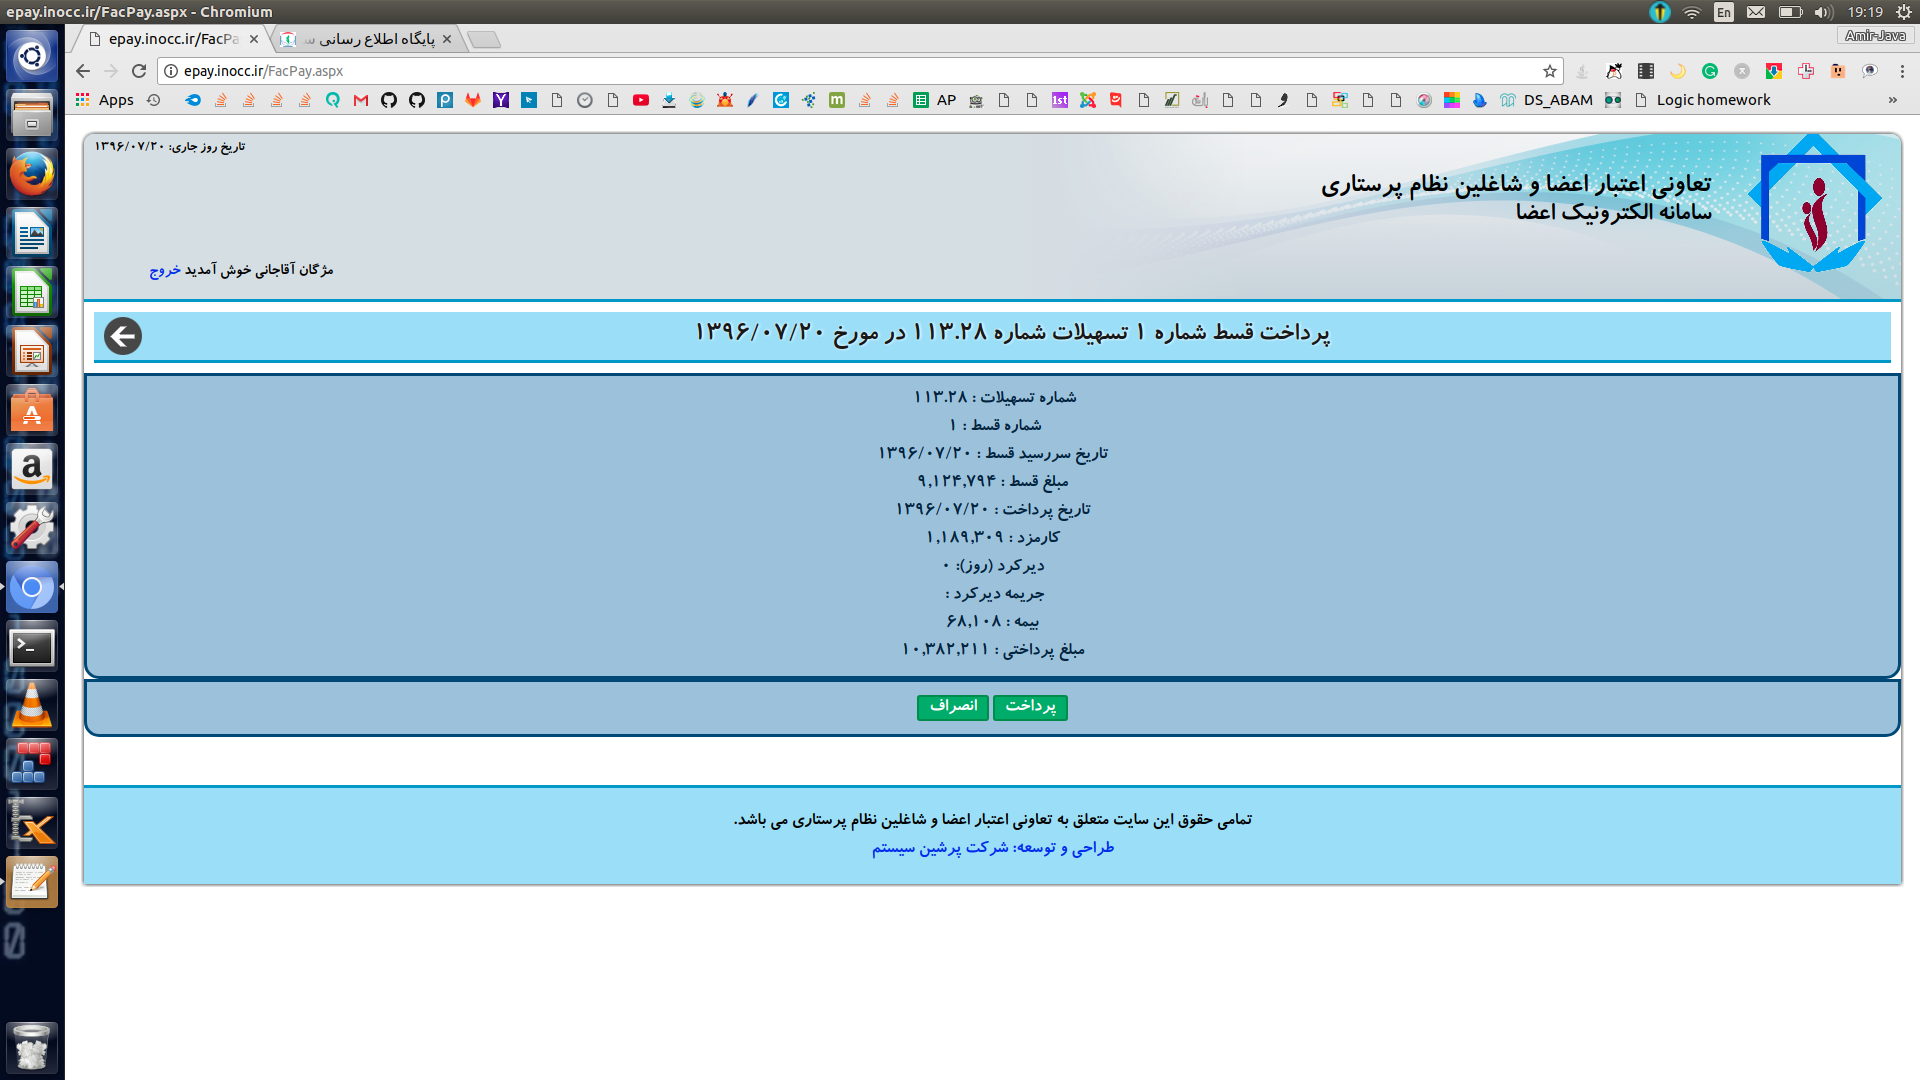 epay.inocc.ir/FacPay.aspx - Chromium
En
19:19
epay.inocc.ir/FacPa
پایگاه اطلاع رسانی س
Amir-Java
epay.inocc.ir/FacPay.aspx
Apps
AP
1st
DS_ABAM
Logic homework
»
تاریخ روز جاری: ۱۳۹۶/۰۷/۲۰
تعاونی اعتبار اعضا و شاغلین نظام پرستاری
سامانه الکترونیک اعضا
مژگان آقاجانی خوش آمدید خروج
پرداخت قسط شماره ۱ تسهیلات شماره ۱۱۳.۲۸ در مورخ ۱۳۹۶/۰۷/۲۰
شماره تسهیلات : ۱۱۳.۲۸
شماره قسط : ۱
تاریخ سررسید قسط : ۱۳۹۶/۰۷/۲۰
مبلغ قسط : ۹,۱۲۴,۷۹۴
تاریخ پرداخت : ۱۳۹۶/۰۷/۲۰
کارمزد : ۱,۱۸۹,۳۰۹
دیرکرد (روز): ۰
جریمه دیرکرد :
بیمه : ۶۸,۱۰۸
مبلغ پرداختی : ۱۰,۳۸۲,۲۱۱
پرداخت انصراف
تمامی حقوق این سایت متعلق به تعاونی اعتبار اعضا و شاغلین نظام پرستاری می باشد.
طراحی و توسعه: شرکت پرشین سیستم